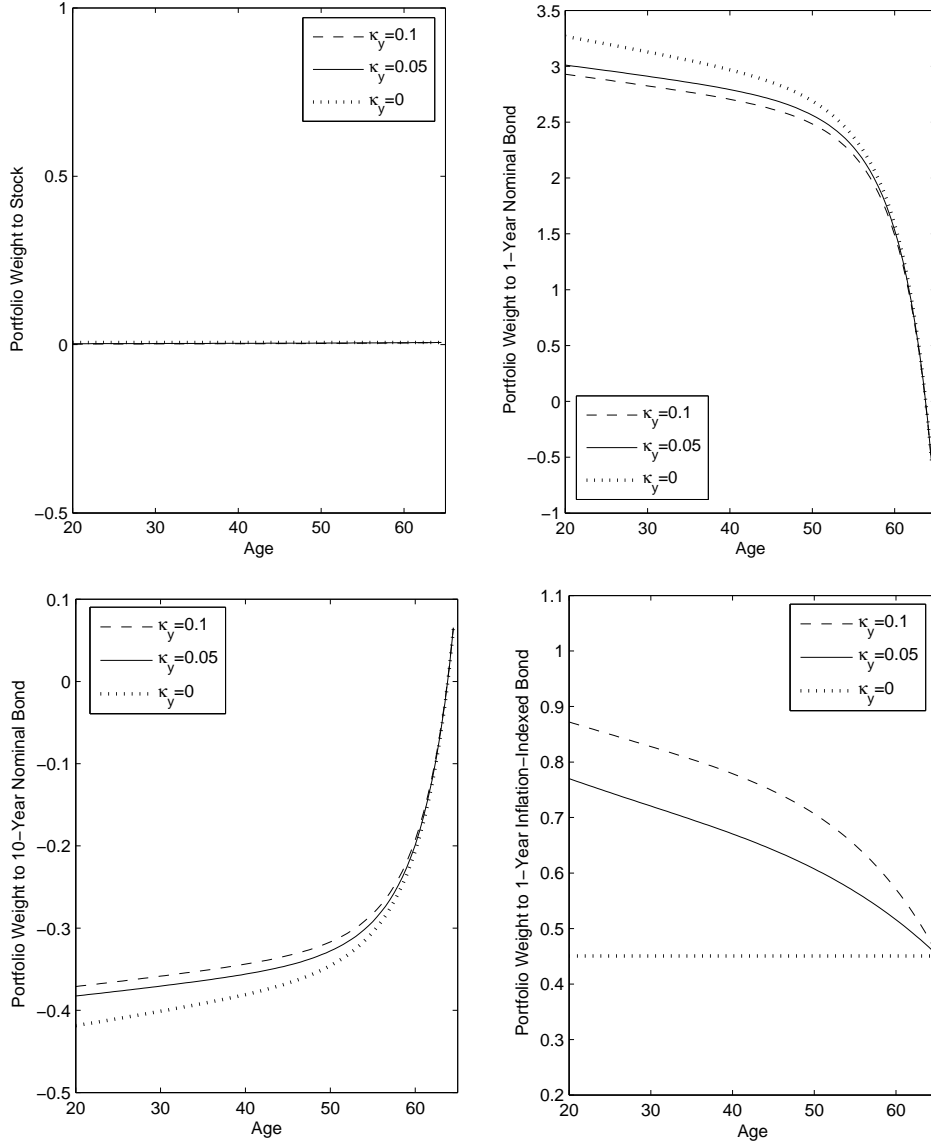 Portfolio Weight to Stock
1
0.5
0
−0.5
20 30 40 50 60
Age
κy=0.1
κy=0.05
κy=0
Portfolio Weight to 1−Year Nominal Bond
3.5
3
2.5
2
1.5
1
0.5
0
−0.5
−1
20 30 40 50 60
Age
κy=0.1
κy=0.05
κy=0
Portfolio Weight to 10−Year Nominal Bond
0.1
0
−0.1
−0.2
−0.3
−0.4
−0.5
20 30 40 50 60
Age
κy=0.1
κy=0.05
κy=0
Portfolio Weight to 1−Year Inflation−Indexed Bond
1.1
1
0.9
0.8
0.7
0.6
0.5
0.4
0.3
0.2
20 30 40 50 60
Age
κy=0.1
κy=0.05
κy=0